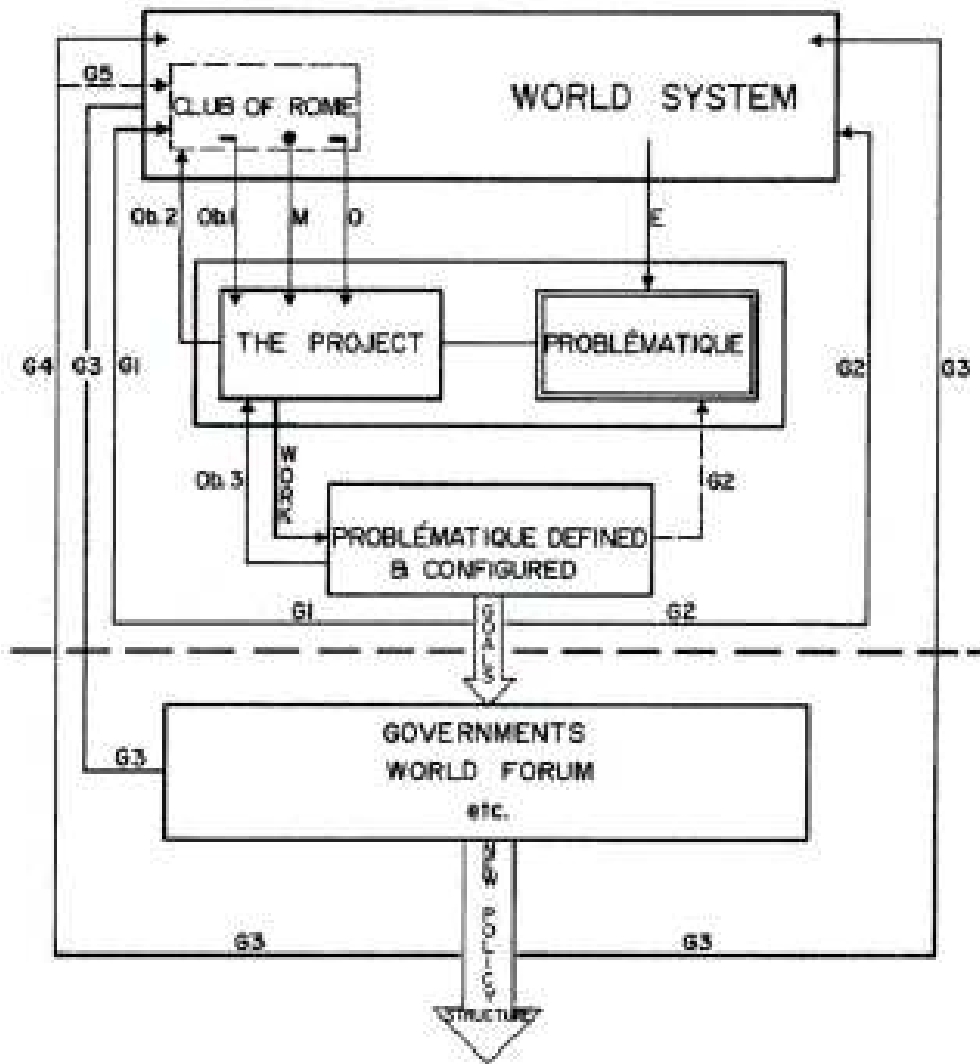 G5
CLUB OF ROME
WORLD SYSTEM
Ob.2
Ob.1
M
O
E
THE PROJECT
PROBLÉMATIQUE
G4
G3
G1
G2
G3
Ob.3
WORK
G2
PROBLÉMATIQUE DEFINED
& CONFIGURED
G1
GOALS
G2
GOVERNMENTS
WORLD FORUM
etc.
G3
NEW POLICY
STRUCTURE
G3
G3